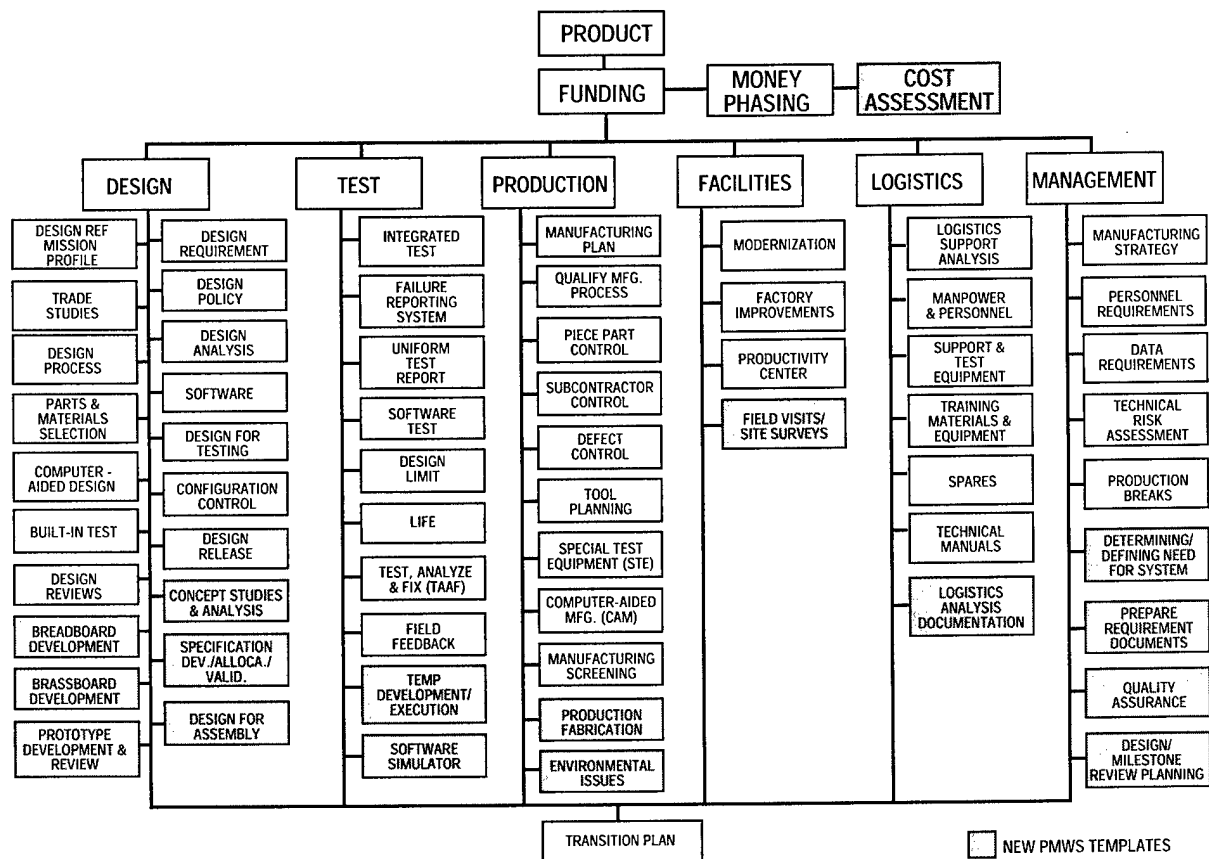 PRODUCT
FUNDING
MONEY
PHASING
COST
ASSESSMENT
DESIGN
TEST
PRODUCTION
FACILITIES
LOGISTICS
MANAGEMENT
DESIGN REF
MISSION
PROFILE
TRADE
STUDIES
DESIGN
PROCESS
PARTS &
MATERIALS
SELECTION
COMPUTER -
AIDED DESIGN
BUILT-IN TEST
DESIGN
REVIEWS
BREADBOARD
DEVELOPMENT
BRASSBOARD
DEVELOPMENT
PROTOTYPE
DEVELOPMENT &
REVIEW
DESIGN
REQUIREMENT
DESIGN
POLICY
DESIGN
ANALYSIS
SOFTWARE
DESIGN FOR
TESTING
CONFIGURATION
CONTROL
DESIGN
RELEASE
CONCEPT STUDIES
& ANALYSIS
SPECIFICATION
DEV./ALLOCA./
VALID.
DESIGN FOR
ASSEMBLY
INTEGRATED
TEST
FAILURE
REPORTING
SYSTEM
UNIFORM
TEST
REPORT
SOFTWARE
TEST
DESIGN
LIMIT
LIFE
TEST, ANALYZE
& FIX (TAAF)
FIELD
FEEDBACK
TEMP
DEVELOPMENT/
EXECUTION
SOFTWARE
SIMULATOR
MANUFACTURING
PLAN
QUALIFY MFG.
PROCESS
PIECE PART
CONTROL
SUBCONTRACTOR
CONTROL
DEFECT
CONTROL
TOOL
PLANNING
SPECIAL TEST
EQUIPMENT (STE)
COMPUTER-AIDED
MFG. (CAM)
MANUFACTURING
SCREENING
PRODUCTION
FABRICATION
ENVIRONMENTAL
ISSUES
MODERNIZATION
FACTORY
IMPROVEMENTS
PRODUCTIVITY
CENTER
FIELD VISITS/
SITE SURVEYS
LOGISTICS
SUPPORT
ANALYSIS
MANPOWER
& PERSONNEL
SUPPORT &
TEST
EQUIPMENT
TRAINING
MATERIALS &
EQUIPMENT
SPARES
TECHNICAL
MANUALS
LOGISTICS
ANALYSIS
DOCUMENTATION
MANUFACTURING
STRATEGY
PERSONNEL
REQUIREMENTS
DATA
REQUIREMENTS
TECHNICAL
RISK
ASSESSMENT
PRODUCTION
BREAKS
DETERMINING/
DEFINING NEED
FOR SYSTEM
PREPARE
REQUIREMENT
DOCUMENTS
QUALITY
ASSURANCE
DESIGN/
MILESTONE
REVIEW PLANNING
TRANSITION PLAN
NEW PMWS TEMPLATES